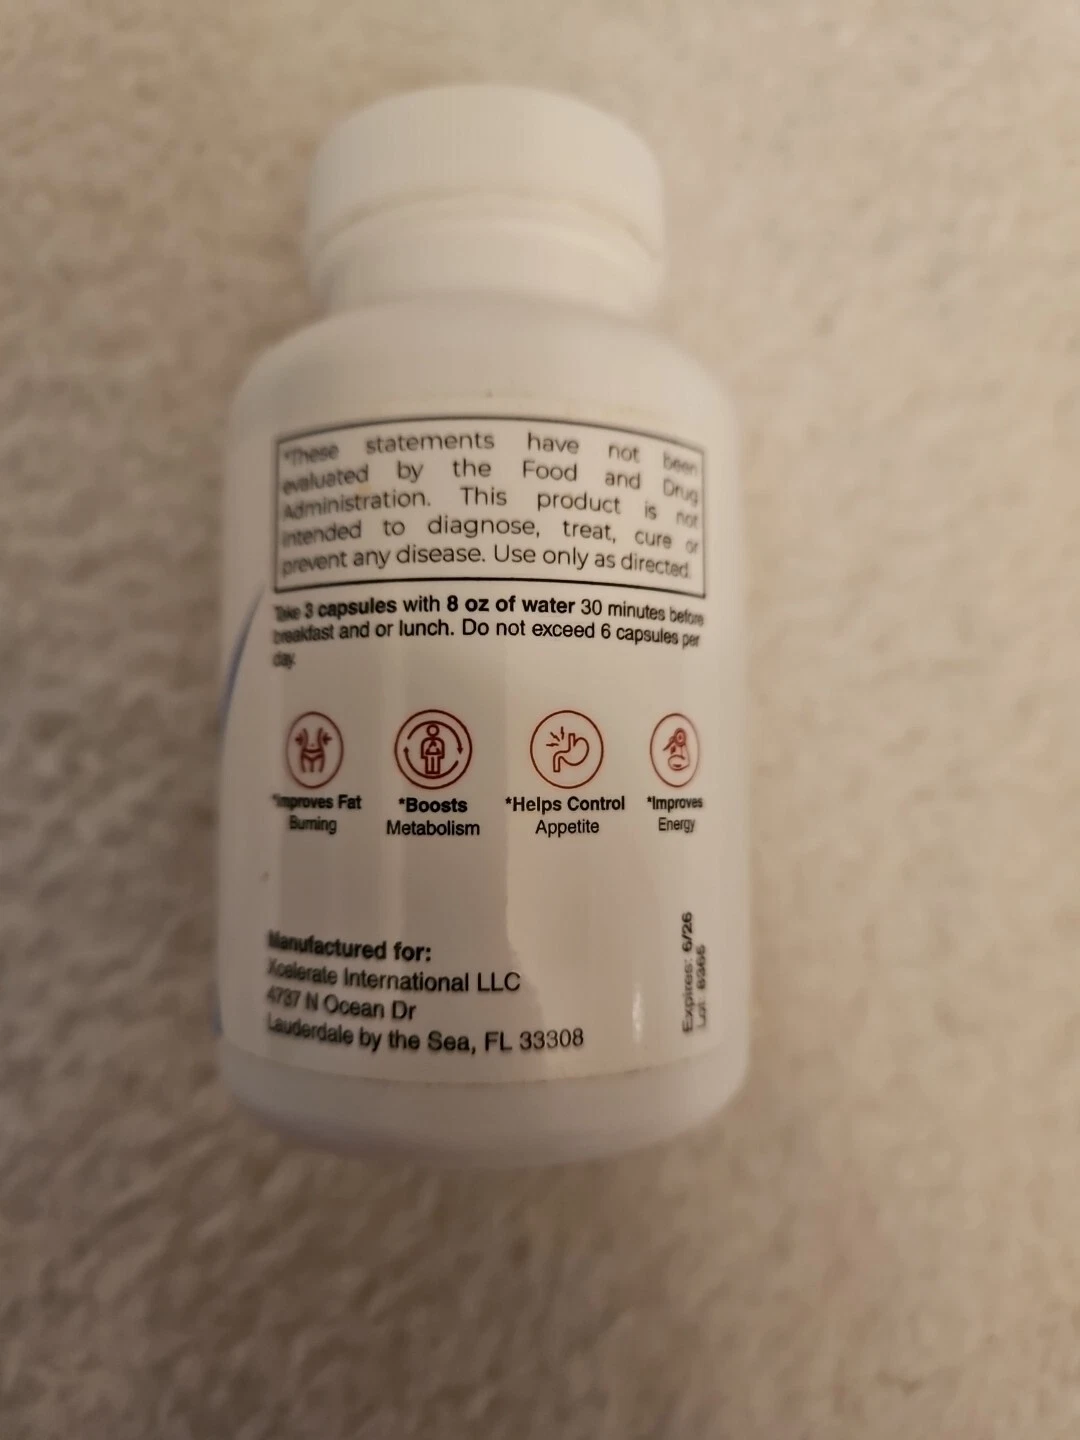 *These statements have not been
evaluated by the Food and Drug
Administration. This product is not
intended to diagnose, treat, cure or
prevent any disease. Use only as directed.
Take 3 capsules with 8 oz of water 30 minutes before
breakfast and or lunch. Do not exceed 6 capsules per
day.
*Improves Fat
Burning
*Boosts
Metabolism
*Helps Control
Appetite
*Improves
Energy
Manufactured for:
Xcelerate International LLC
4737 N Ocean Dr
Lauderdale by the Sea, FL 33308
Expires: 6/26
Lot